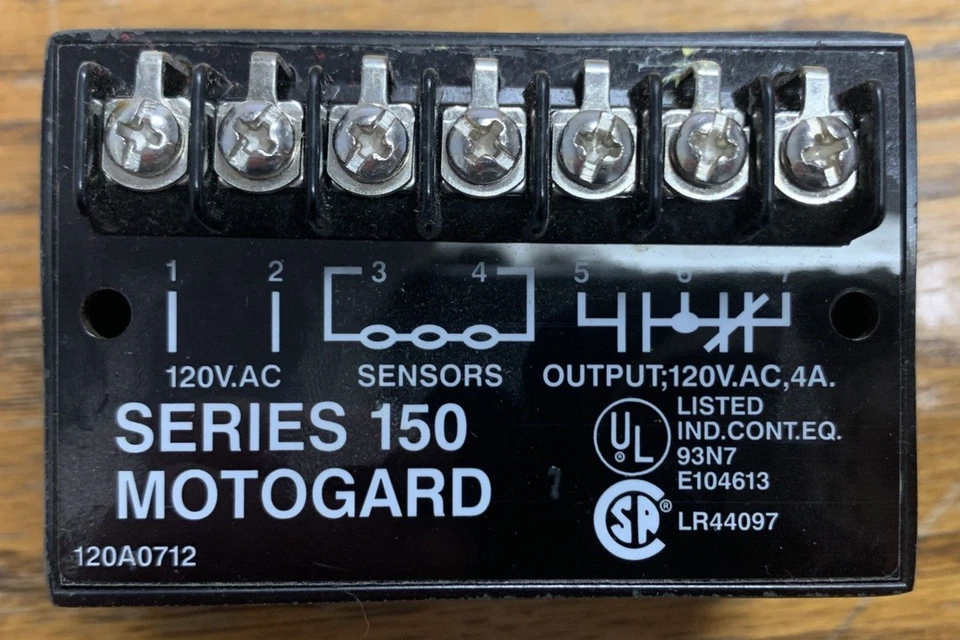 1 2 3 4 5 6 7
120V.AC SENSORS OUTPUT;120V.AC,4A.
SERIES 150
MOTOGARD
120A0712
UL
LISTED
IND.CONT.EQ.
93N7
E104613
SA®
LR44097